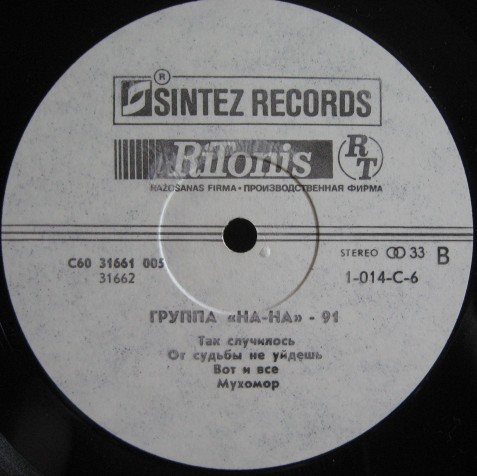 ® SINTEZ RECORDS
RiTonis RT
RAŽOŠANAS FIRMA • ПРОИЗВОДСТВЕННАЯ ФИРМА
С60 31661 005
31662
STEREO 33 B
1-014-C-6
ГРУППА «НА-НА» - 91
Так случилось
От судьбы не уйдешь
Вот и все
Мухомор